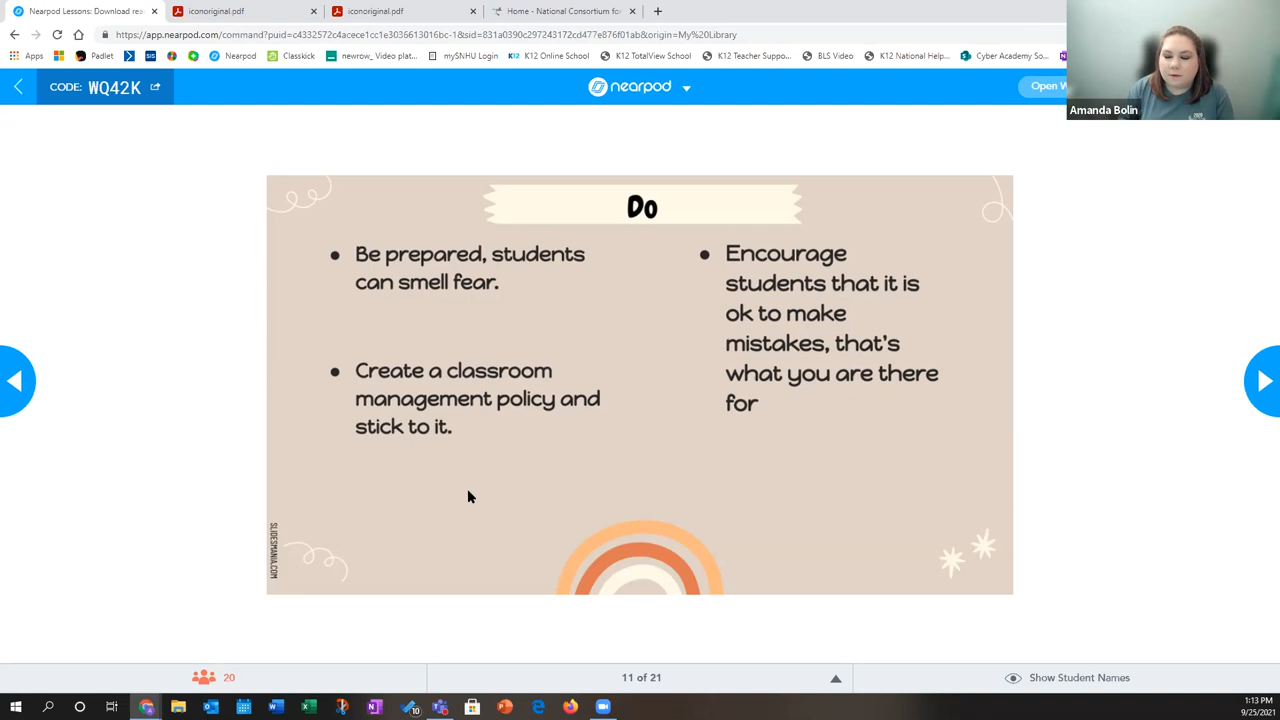 Nearpod Lessons: Download rea
iconoriginal.pdf
iconoriginal.pdf
Home - National Consortium for
https://app.nearpod.com/command?puid=c4332572c4acece1cc1e3036613016bc-1&sid=831a0390c297243172cd477e876f01ab&origin=My%20Library
Apps
Padlet
SIS
Nearpod
Classkick
newrow_ Video plat...
mySNHU Login
K12 K12 Online School
K12 TotalView School
K12 Teacher Suppo...
BLS Video
K12 National Help...
Cyber Academy So...
CODE: WQ42K
nearpod
Open W
Amanda Bolin
Do
Be prepared, students
can smell fear.
Create a classroom
management policy and
stick to it.
Encourage
students that it is
ok to make
mistakes, that's
what you are there
for
SLIDESMANIA.COM
20
11 of 21
Show Student Names
10
1:13 PM
9/25/2021